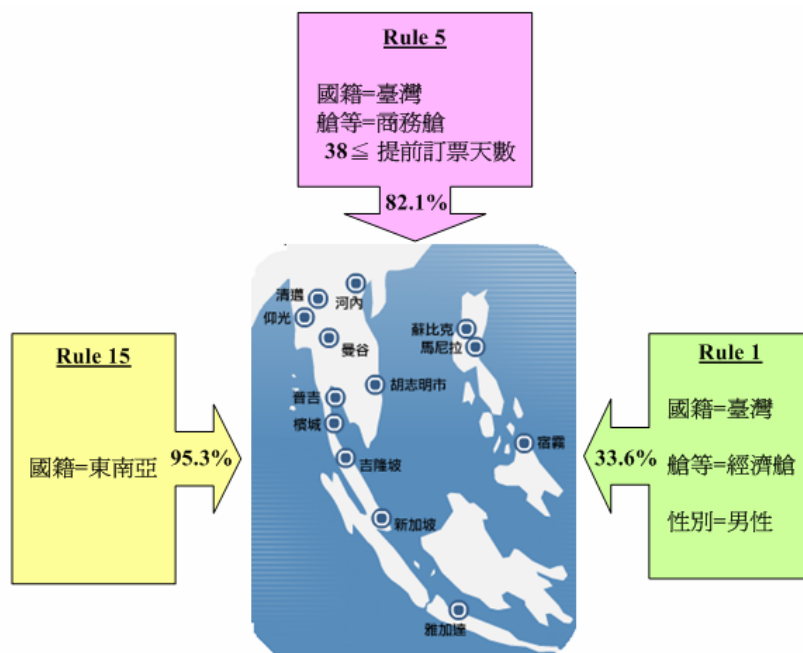 Rule 5
國籍=臺灣
艙等=商務艙
38≦ 提前訂票天數
82.1%
Rule 15
國籍=東南亞
95.3%
清邁
河內
仰光
曼谷
蘇比克
馬尼拉
胡志明市
普吉
檳城
吉隆坡
宿霧
新加坡
雅加達
Rule 1
國籍=臺灣
33.6%
艙等=經濟艙
性別=男性